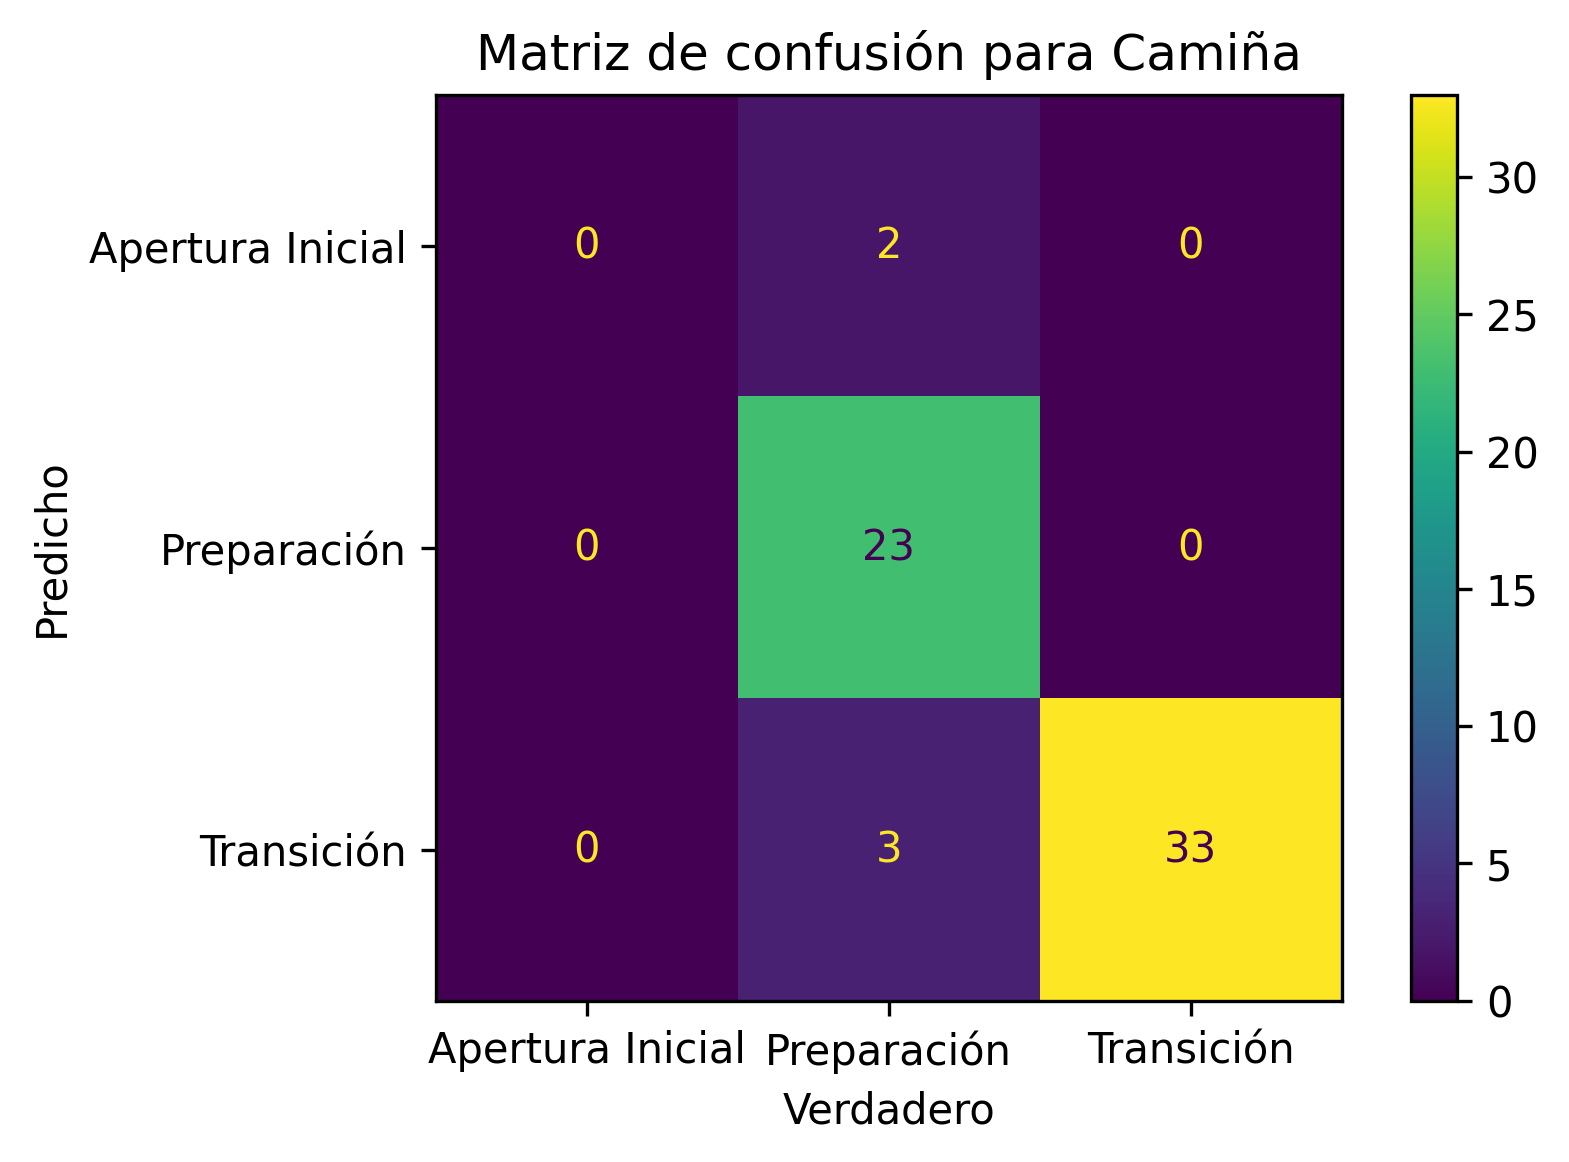 Matriz de confusión para Camiña
Predicho
Apertura Inicial
0 2 0
Preparación
0 23 0
Transición
0 3 33
Apertura Inicial Preparación Transición
Verdadero
30
25
20
15
10
5
0